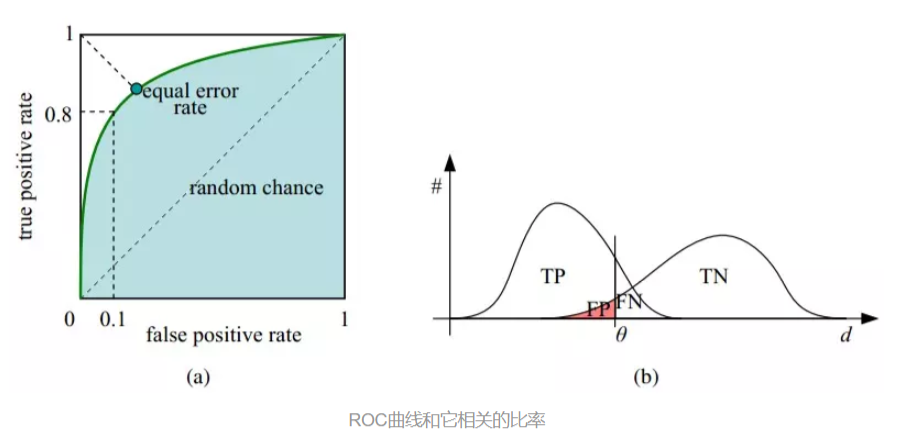 1
true positive rate
0.8
equal error
rate
random chance
0
0.1
1
false positive rate
(a)
#
TP
FP
FN
TN
θ
d
(b)
ROC曲线和它相关的比率